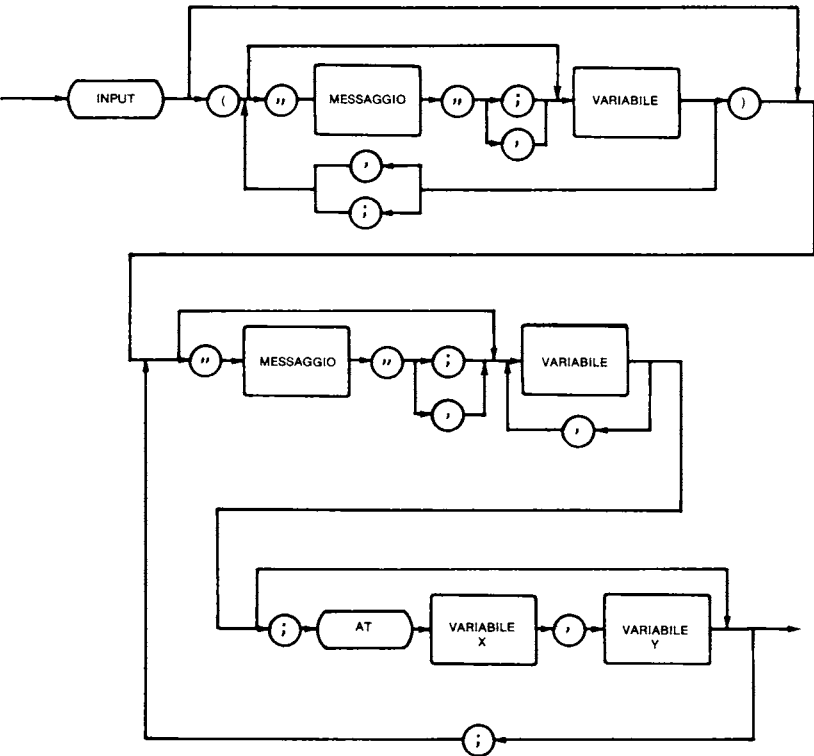 INPUT ( " MESSAGGIO " ; VARIABILE )
,
,
;
" MESSAGGIO " ; VARIABILE
,
,
; AT VARIABILE X , VARIABILE Y
;